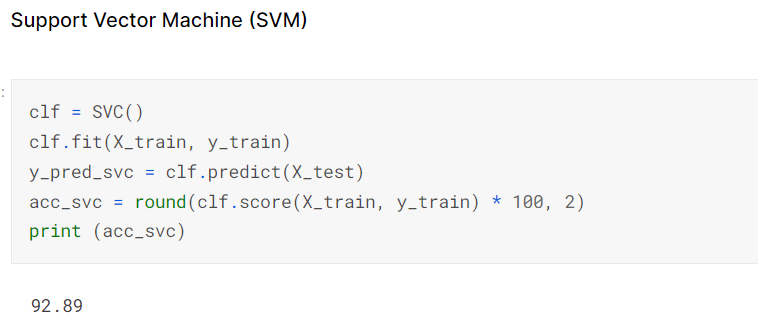 Support Vector Machine (SVM)
:
clf = SVC()
clf.fit(X_train, y_train)
y_pred_svc = clf.predict(X_test)
acc_svc = round(clf.score(X_train, y_train) * 100, 2)
print (acc_svc)
92.89